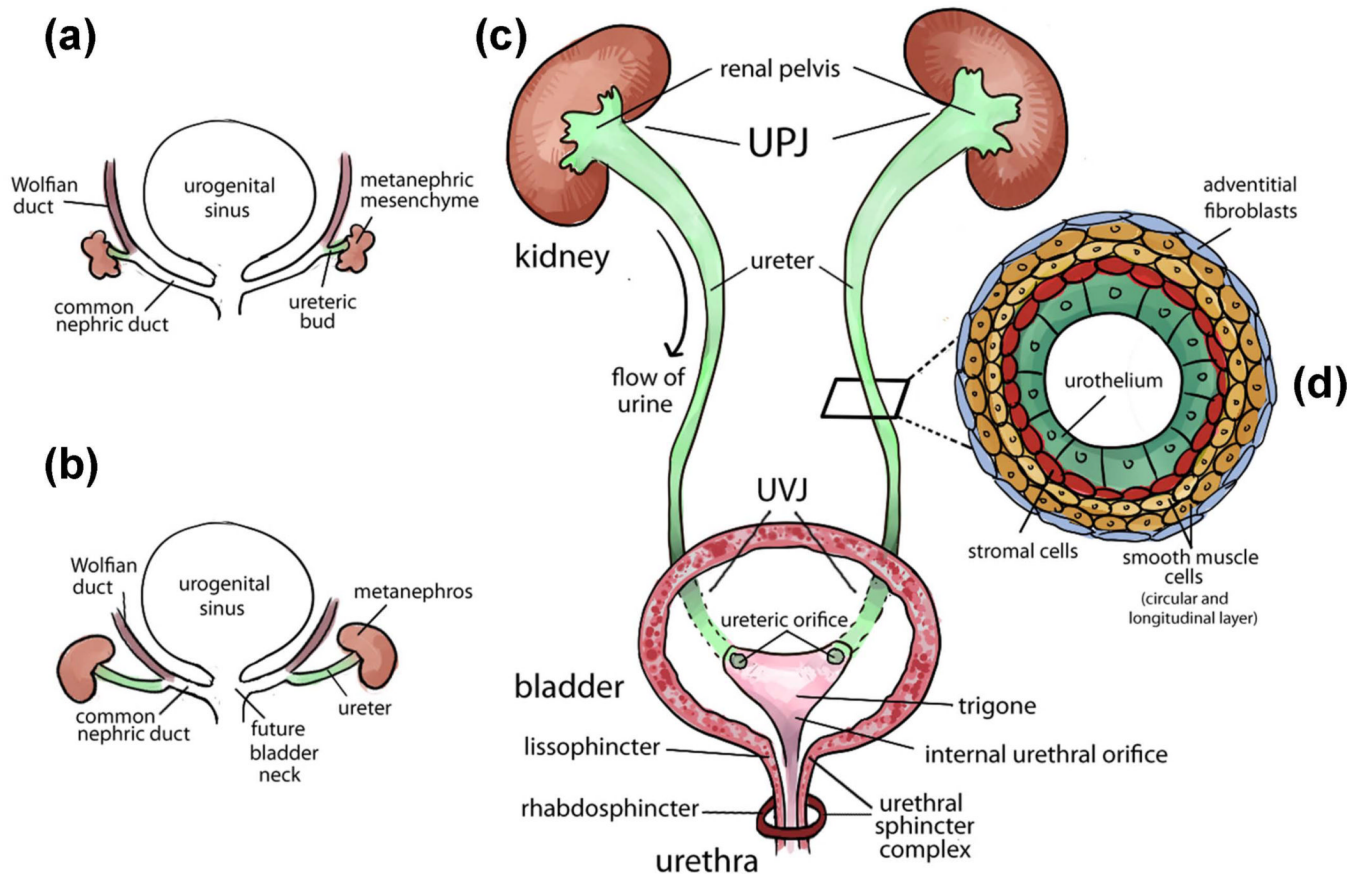 (a)
Wolfian
duct
urogenital
sinus
metanephric
mesenchyme
common
nephric duct
ureteric
bud
(b)
Wolfian
duct
urogenital
sinus
metanephros
common
nephric duct
future
bladder
neck
ureter
(c)
renal pelvis
UPJ
kidney
ureter
flow of
urine
UVJ
ureteric orifice
bladder
trigone
lissophincter
internal urethral orifice
rhabdosphincter
urethral
sphincter
complex
urethra
(d)
adventitial
fibroblasts
urothelium
stromal cells
smooth muscle
cells
(circular and
longitudinal layer)